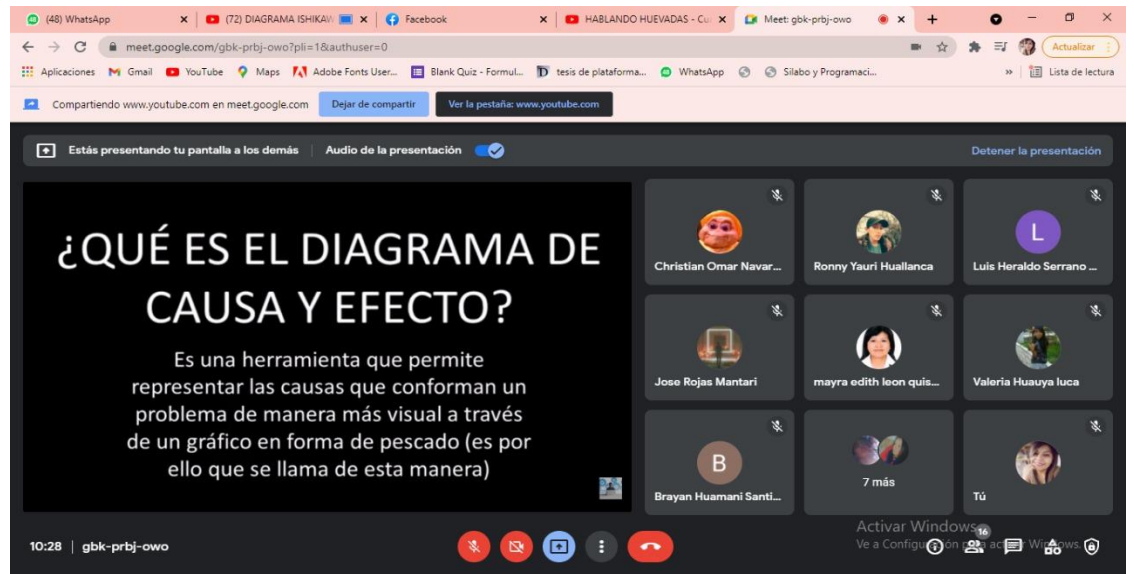 (48) WhatsApp
(72) DIAGRAMA ISHIKAW
Facebook
HABLANDO HUEVADAS - Cu
Meet: gbk-prbj-owo
meet.google.com/gbk-prbj-owo?pli=1&authuser=0
Actualizar
Aplicaciones
Gmail
YouTube
Maps
Adobe Fonts User...
Blank Quiz - Formul...
tesis de plataforma...
WhatsApp
Silabo y Programaci...
»
Lista de lectura
Compartiendo www.youtube.com en meet.google.com
Dejar de compartir
Ver la pestaña: www.youtube.com
Estás presentando tu pantalla a los demás
Audio de la presentación
Detener la presentación
¿QUÉ ES EL DIAGRAMA DE
CAUSA Y EFECTO?
Es una herramienta que permite
representar las causas que conforman un
problema de manera más visual a través
de un gráfico en forma de pescado (es por
ello que se llama de esta manera)
Christian Omar Navar...
Ronny Yauri Huallanca
L
Luis Heraldo Serrano ...
Jose Rojas Mantari
mayra edith leon quis...
Valeria Huauya luca
B
Brayan Huamani Santi...
7 más
Tú
10:28 | gbk-prbj-owo
Activar Windows
Ve a Configuración para activar Windows.
16